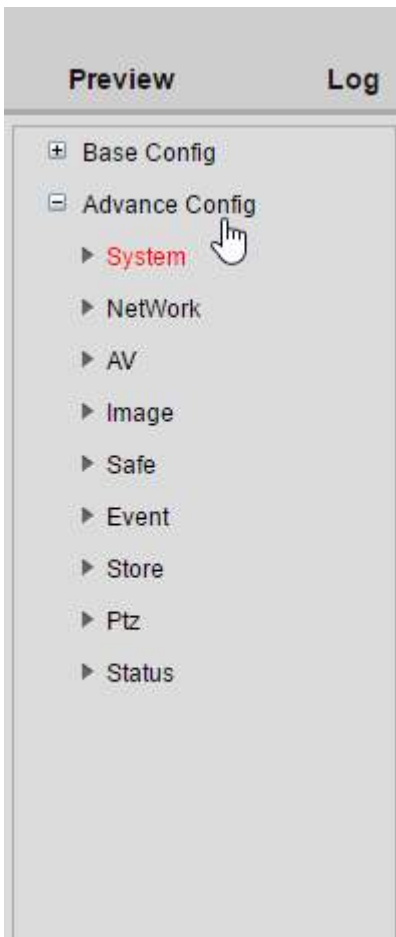 Preview Log
Base Config
Advance Config
System
NetWork
AV
Image
Safe
Event
Store
Ptz
Status